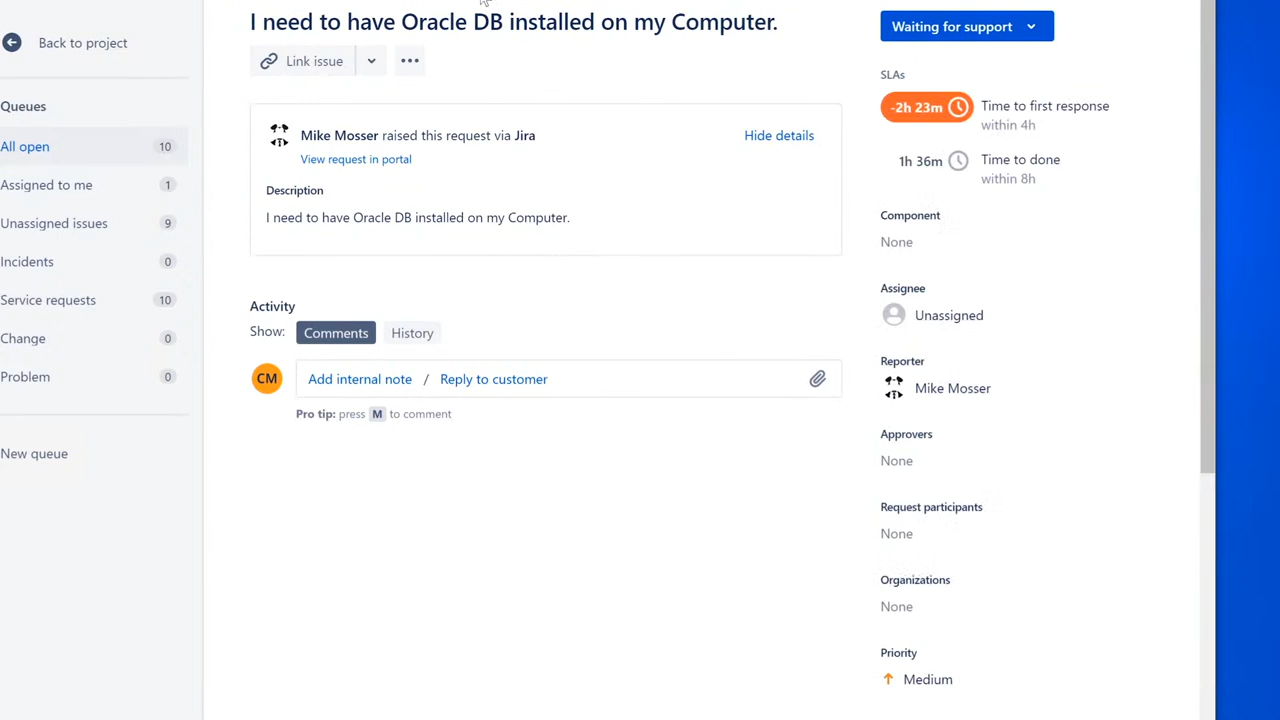 I need to have Oracle DB installed on my Computer.
Back to project
Link issue
Queues
All open 10
Assigned to me 1
Unassigned issues 9
Incidents 0
Service requests 10
Change 0
Problem 0
New queue
Mike Mosser raised this request via Jira
Hide details
View request in portal
Description
I need to have Oracle DB installed on my Computer.
Activity
Show: Comments History
CM Add internal note / Reply to customer
Pro tip: press M to comment
Waiting for support
SLAs
-2h 23m Time to first response
within 4h
1h 36m Time to done
within 8h
Component
None
Assignee
Unassigned
Reporter
Mike Mosser
Approvers
None
Request participants
None
Organizations
None
Priority
Medium